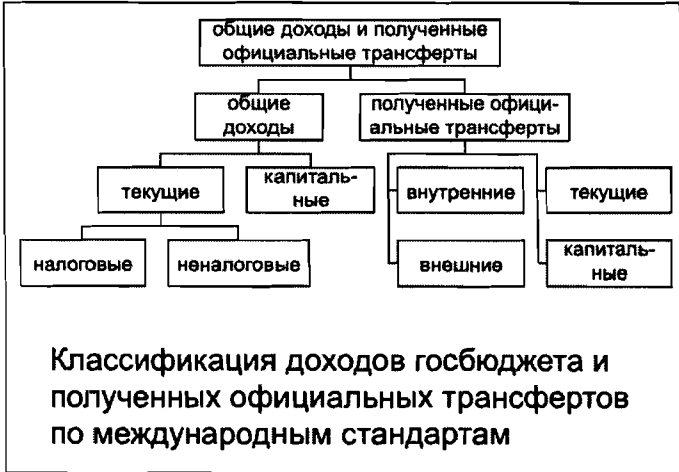 общие доходы и полученные
официальные трансферты
общие
доходы
полученные офици-
альные трансферты
текущие
капиталь-
ные
внутренние
текущие
налоговые
неналоговые
внешние
капиталь-
ные
Классификация доходов госбюджета и
полученных официальных трансфертов
по международным стандартам